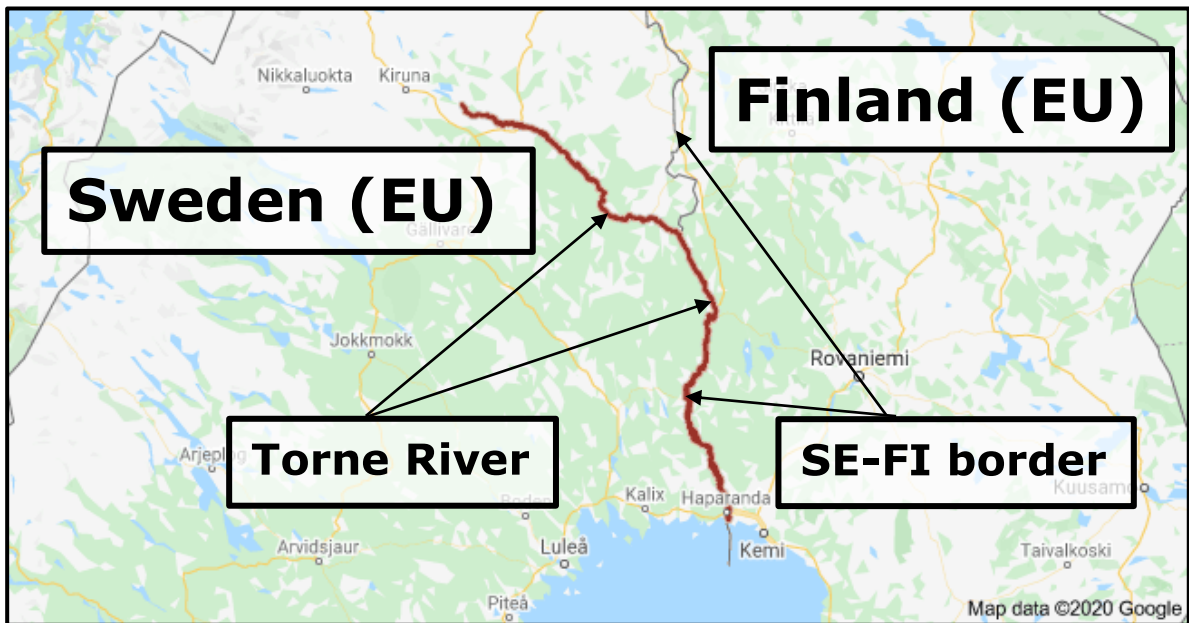 Nikkaluokta
Kiruna
Finland (EU)
Sweden (EU)
Gällivare
Jokkmokk
Rovaniemi
Torne River
SE-FI border
Arjeplog
Kuusamo
Boden
Kalix
Haparanda
Arvidsjaur
Luleå
Kemi
Taivalkoski
Piteå
Map data ©2020 Google